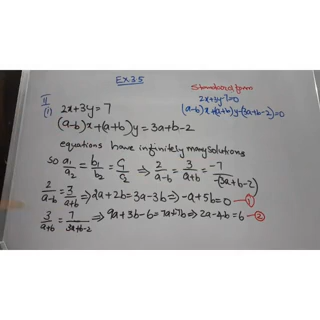 EX 3.5
II
(i) 2x+3y=7
(a-b)x+(a+b)y=3a+b-2
standard form
2x+3y-7=0
(a-b)x+(a+b)y-(3a+b-2)=0
equations have infinitely many solutions
So a₁/a₂ = b₁/b₂ = C₁/C₂ ⇒ 2/(a-b) = 3/(a+b) = -7/-(3a+b-2)
2/(a-b) = 3/(a+b) ⇒ 2a+2b=3a-3b ⇒ -a+5b=0 -①
3/(a+b) = 7/(3a+b-2) ⇒ 9a+3b-6=7a+7b ⇒ 2a-4b=6 -②